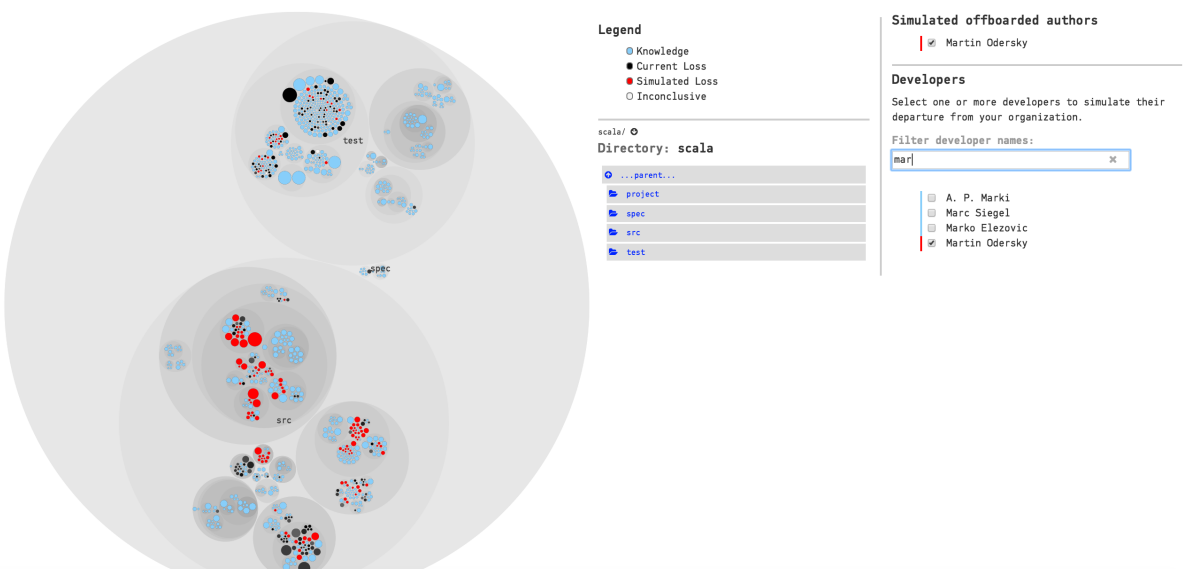 test
spec
src
Legend
Knowledge
Current Loss
Simulated Loss
Inconclusive
scala/
Directory: scala
...parent...
project
spec
src
test
Simulated offboarded authors
Martin Odersky
Developers
Select one or more developers to simulate their
departure from your organization.
Filter developer names:
mar
A. P. Marki
Marc Siegel
Marko Elezovic
Martin Odersky